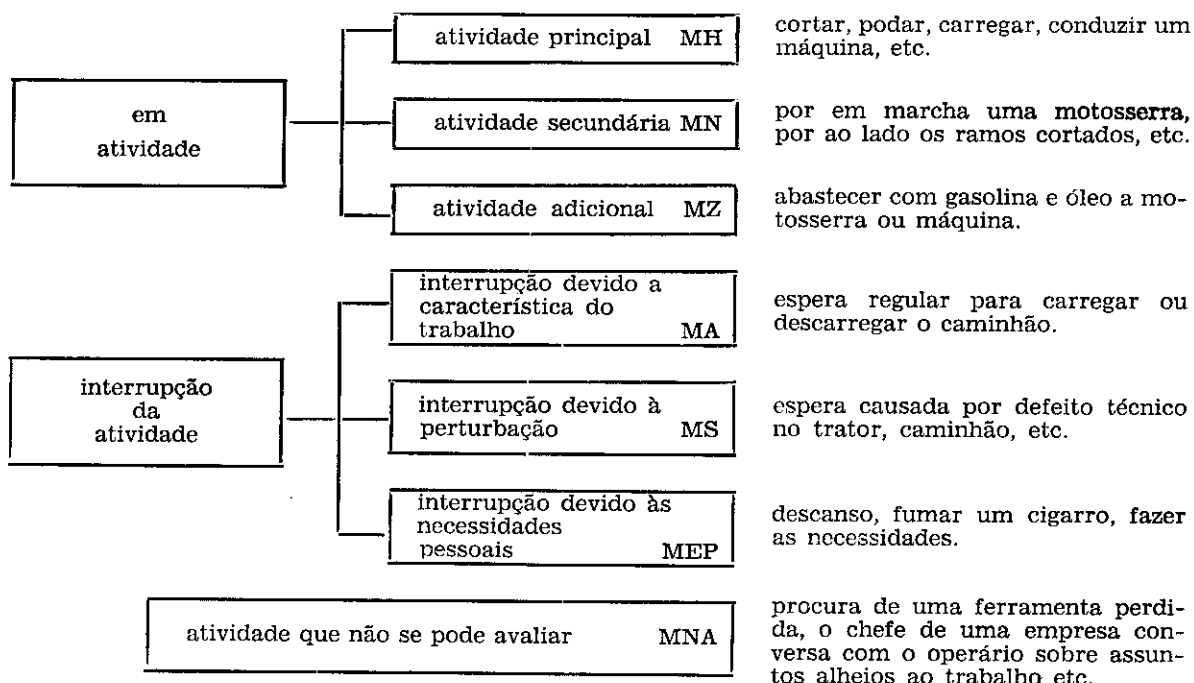 atividade principal MH
cortar, podar, carregar, conduzir um
máquina, etc.
em
atividade
atividade secundária MN
por em marcha uma motosserra,
por ao lado os ramos cortados, etc.
atividade adicional MZ
abastecer com gasolina e óleo a mo-
tosserra ou máquina.
interrupção devido a
característica do
trabalho MA
espera regular para carregar ou
descarregar o caminhão.
interrupção
da
atividade
interrupção devido à
perturbação MS
espera causada por defeito técnico
no trator, caminhão, etc.
interrupção devido às
necessidades
pessoais MEP
descanso, fumar um cigarro, fazer
as necessidades.
atividade que não se pode avaliar MNA
procura de uma ferramenta perdi-
da, o chefe de uma empresa con-
versa com o operário sobre assun-
tos alheios ao trabalho etc.